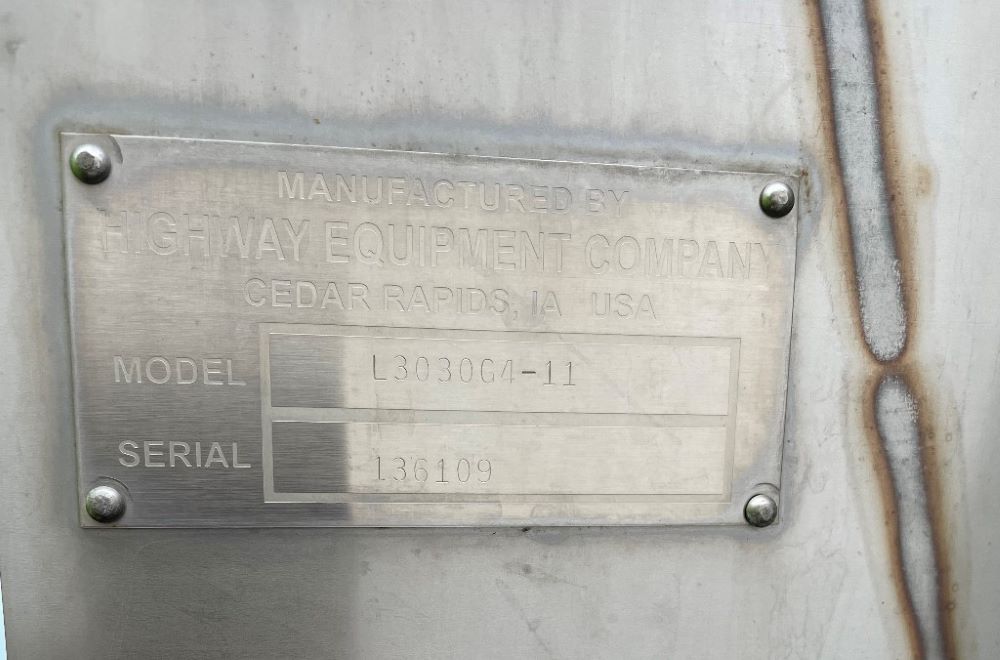 MANUFACTURED BY
HIGHWAY EQUIPMENT COMPANY
CEDAR RAPIDS, IA USA
MODEL L3030G4-11
SERIAL 136109